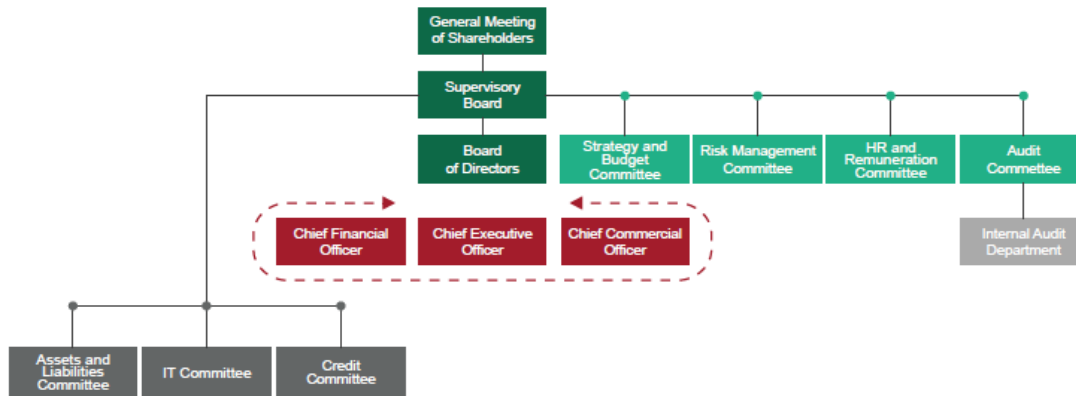 General Meeting
of Shareholders
Supervisory
Board
Board
of Directors
Strategy and
Budget
Committee
Risk Management
Committee
HR and
Remuneration
Committee
Audit
Commettee
Chief Financial
Officer
Chief Executive
Officer
Chief Commercial
Officer
Internal Audit
Department
Assets and
Liabilities
Committee
IT Committee
Credit
Committee